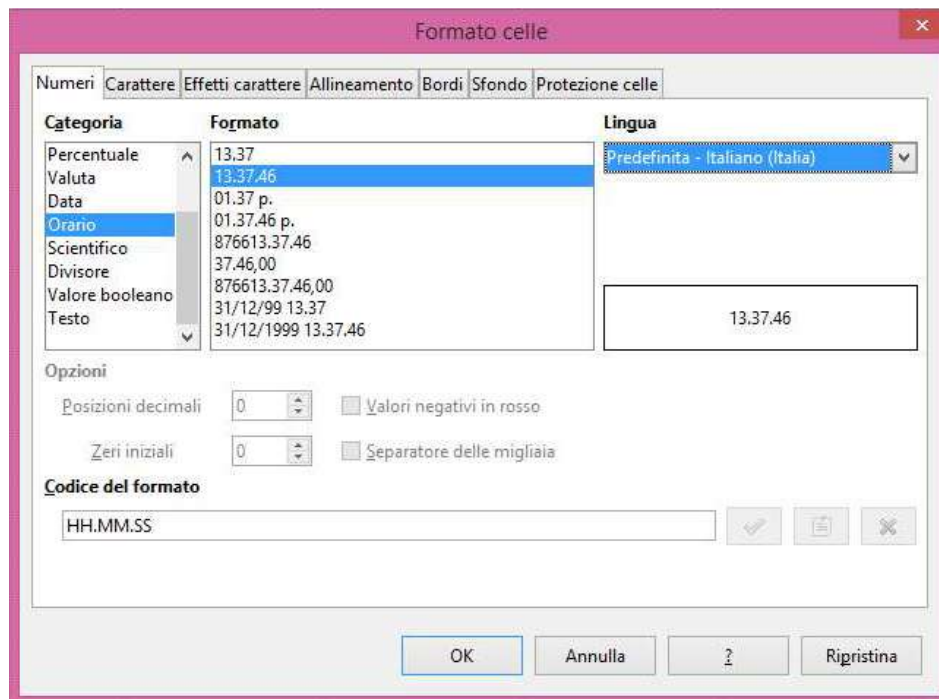 Formato celle
Numeri Carattere Effetti carattere Allineamento Bordi Sfondo Protezione celle
Categoria
Percentuale
Valuta
Data
Orario
Scientifico
Divisore
Valore booleano
Testo
Formato
13.37
13.37.46
01.37 p.
01.37.46 p.
876613.37.46
37.46,00
876613.37.46,00
31/12/99 13.37
31/12/1999 13.37.46
Lingua
Predefinita - Italiano (Italia)
13.37.46
Opzioni
Posizioni decimali 0 Valori negativi in rosso
Zeri iniziali 0 Separatore delle migliaia
Codice del formato
HH.MM.SS
OK Annulla ? Ripristina